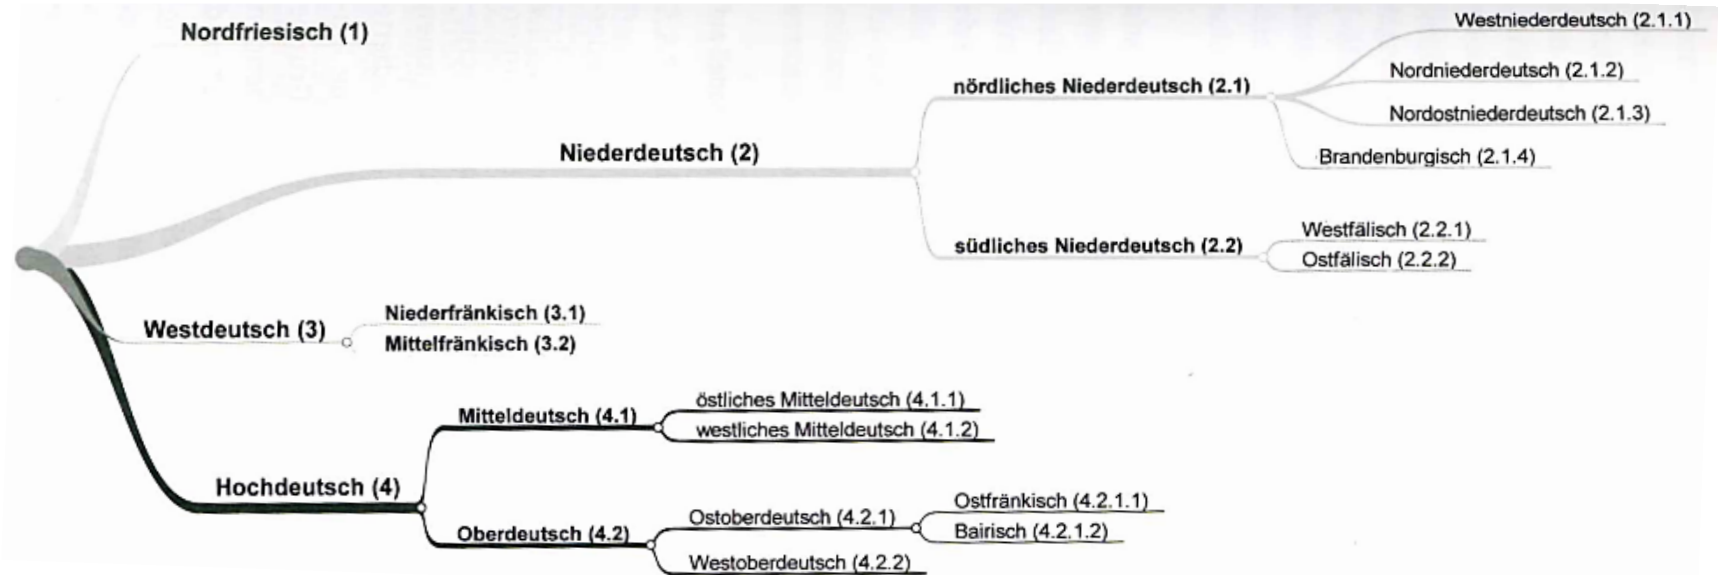 Nordfriesisch (1)
Niederdeutsch (2)
nördliches Niederdeutsch (2.1)
Westniederdeutsch (2.1.1)
Nordniederdeutsch (2.1.2)
Nordostniederdeutsch (2.1.3)
Brandenburgisch (2.1.4)
südliches Niederdeutsch (2.2)
Westfälisch (2.2.1)
Ostfälisch (2.2.2)
Westdeutsch (3)
Niederfränkisch (3.1)
Mittelfränkisch (3.2)
Hochdeutsch (4)
Mitteldeutsch (4.1)
östliches Mitteldeutsch (4.1.1)
westliches Mitteldeutsch (4.1.2)
Oberdeutsch (4.2)
Ostoberdeutsch (4.2.1)
Ostfränkisch (4.2.1.1)
Bairisch (4.2.1.2)
Westoberdeutsch (4.2.2)